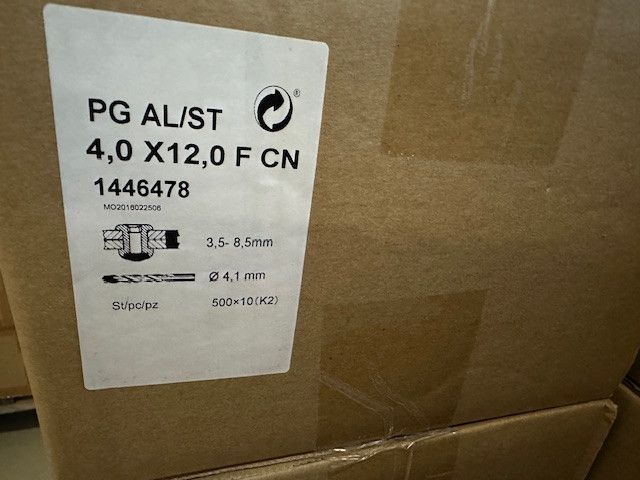 PG AL/ST
®
4,0 X12,0 F CN
1446478
MO2016022506
3,5- 8,5mm
Ø 4,1 mm
St/pc/pz 500×10(K2)